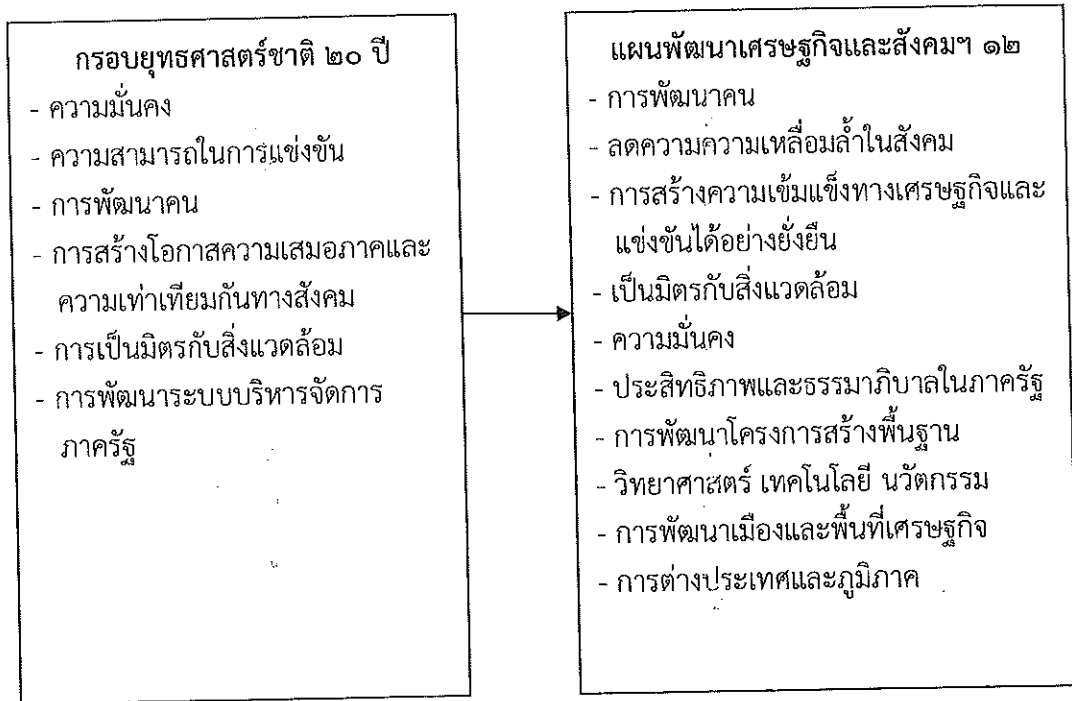 กรอบยุทธศาสตร์ชาติ ๒๐ ปี
- ความมั่นคง
- ความสามารถในการแข่งขัน
- การพัฒนาคน
- การสร้างโอกาสความเสมอภาคและ
ความเท่าเทียมกันทางสังคม
- การเป็นมิตรกับสิ่งแวดล้อม
- การพัฒนาระบบบริหารจัดการ
ภาครัฐ
แผนพัฒนาเศรษฐกิจและสังคมฯ ๑๒
- การพัฒนาคน
- ลดความความเหลื่อมล้ำในสังคม
- การสร้างความเข้มแข็งทางเศรษฐกิจและ
แข่งขันได้อย่างยั่งยืน
- เป็นมิตรกับสิ่งแวดล้อม
- ความมั่นคง
- ประสิทธิภาพและธรรมาภิบาลในภาครัฐ
- การพัฒนาโครงการสร้างพื้นฐาน
- วิทยาศาสตร์ เทคโนโลยี นวัตกรรม
- การพัฒนาเมืองและพื้นที่เศรษฐกิจ
- การต่างประเทศและภูมิภาค